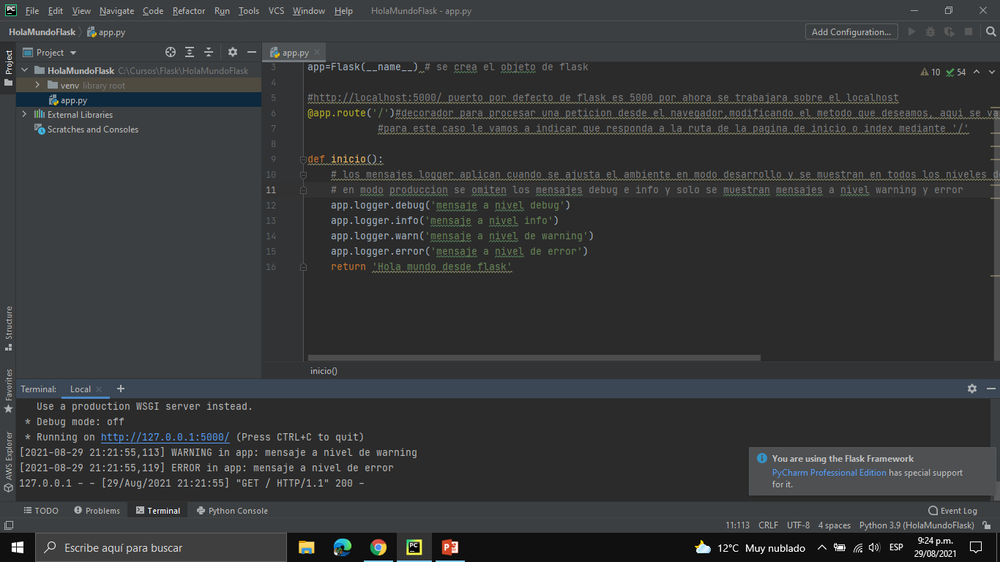 PC File Edit View Navigate Code Refactor Run Tools VCS Window Help HolaMundoFlask - app.py
HolaMundoFlask app.py Add Configuration...
Project
Project
app.py
HolaMundoFlask C:\Cursos\Flask\HolaMundoFlask
venv library root
app.py
External Libraries
Scratches and Consoles
10 54
3 app=Flask(__name__) # se crea el objeto de flask
4
5 #http://localhost:5000/ puerto por defecto de flask es 5000 por ahora se trabajara sobre el localhost
6 @app.route('/')#decorador para procesar una peticion desde el navegador,modificando el metodo que deseamos, aqui se va
7 #para este caso le vamos a indicar que responda a la ruta de la pagina de inicio o index mediante '/'
8
9 def inicio():
10 # los mensajes logger aplican cuando se ajusta el ambiente en modo desarrollo y se muestran en todos los niveles d
11 # en modo produccion se omiten los mensajes debug e info y solo se muestran mensajes a nivel warning y error
12 app.logger.debug('mensaje a nivel debug')
13 app.logger.info('mensaje a nivel info')
14 app.logger.warn('mensaje a nivel de warning')
15 app.logger.error('mensaje a nivel de error')
16 return 'Hola mundo desde flask'
inicio()
Structure
Favorites
AWS Explorer
Terminal: Local
Use a production WSGI server instead.
* Debug mode: off
* Running on http://127.0.0.1:5000/ (Press CTRL+C to quit)
[2021-08-29 21:21:55,113] WARNING in app: mensaje a nivel de warning
[2021-08-29 21:21:55,119] ERROR in app: mensaje a nivel de error
127.0.0.1 - - [29/Aug/2021 21:21:55] "GET / HTTP/1.1" 200 -
You are using the Flask Framework
PyCharm Professional Edition has special support
for it.
TODO Problems Terminal Python Console Event Log
11:113 CRLF UTF-8 4 spaces Python 3.9 (HolaMundoFlask)
Escribe aquí para buscar
PC
12°C Muy nublado ESP
9:24 p.m.
29/08/2021